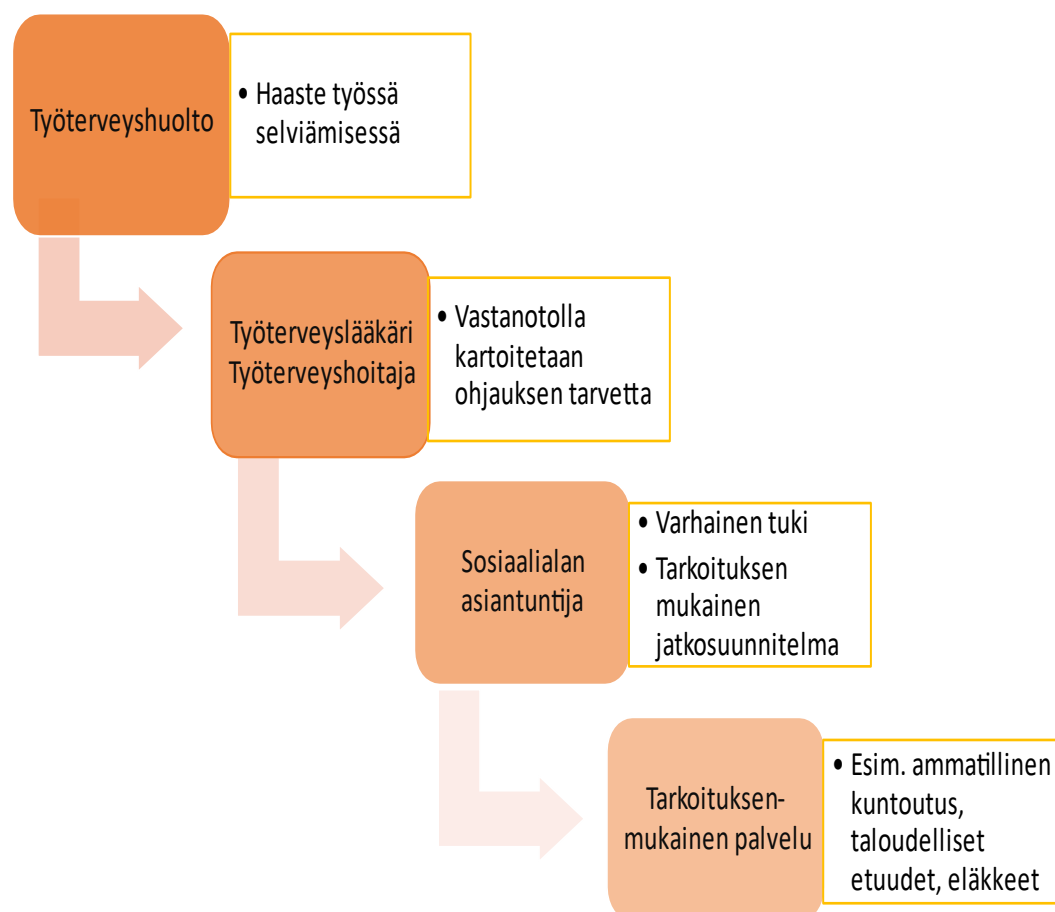 Työterveyshuolto
• Haaste työssä
selviämisessä
Työterveyslääkäri
Työterveyshoitaja
• Vastanotolla
kartoitetaan
ohjauksen tarvetta
Sosiaalialan
asiantuntija
• Varhainen tuki
• Tarkoituksen
mukainen
jatkosuunnitelma
Tarkoituksen-
mukainen palvelu
• Esim. ammatillinen
kuntoutus,
taloudelliset
etuudet, eläkkeet